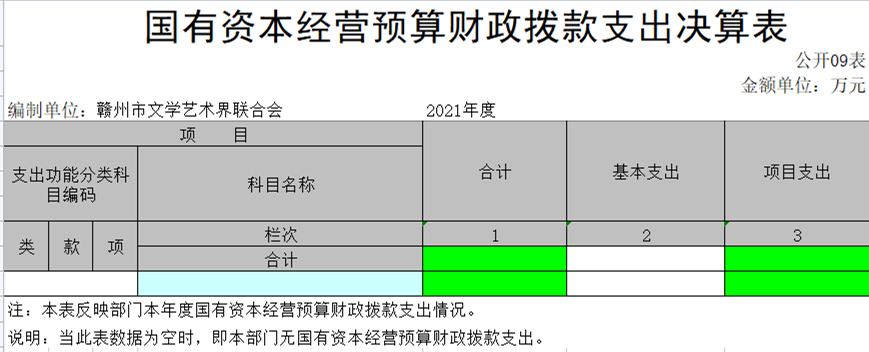 国有资本经营预算财政拨款支出决算表
公开09表
金额单位：万元
编制单位：赣州市文学艺术界联合会 2021年度
项 目
支出功能分类科目编码 科目名称 合计 基本支出 项目支出
类 款 项 栏次 1 2 3
合计
注：本表反映部门本年度国有资本经营预算财政拨款支出情况。
说明：当此表数据为空时，即本部门无国有资本经营预算财政拨款支出。